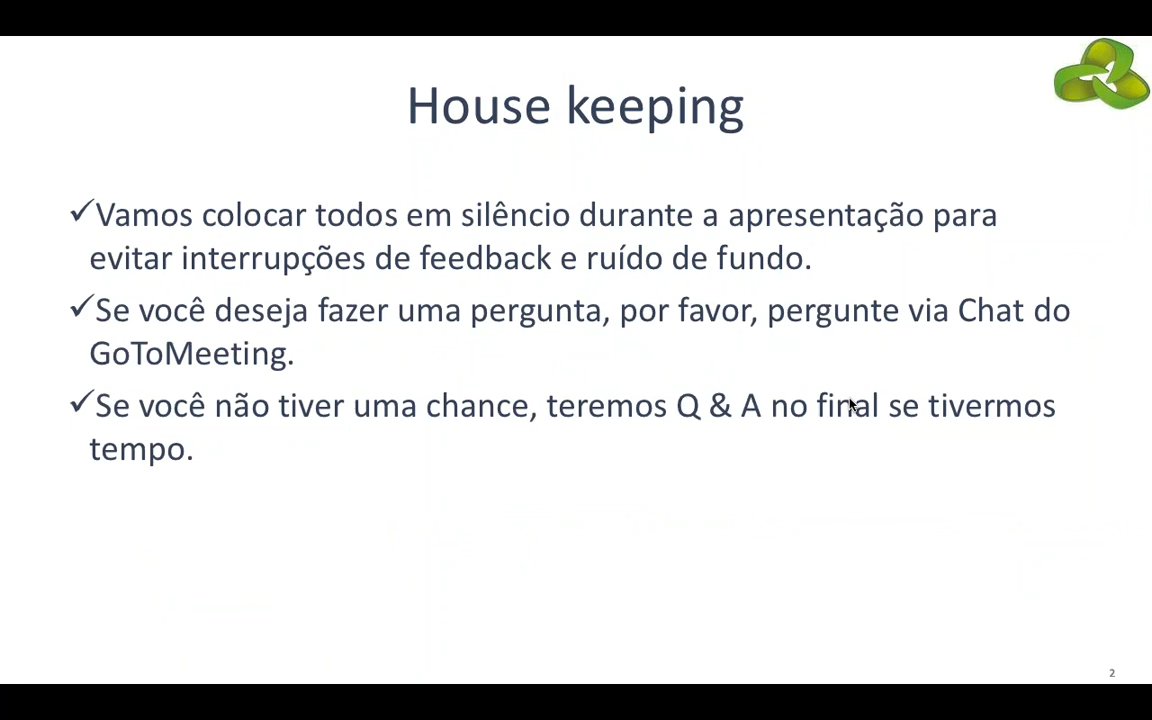 House keeping
✓Vamos colocar todos em silêncio durante a apresentação para
evitar interrupções de feedback e ruído de fundo.
✓Se você deseja fazer uma pergunta, por favor, pergunte via Chat do
GoToMeeting.
✓Se você não tiver uma chance, teremos Q & A no final se tivermos
tempo.
2